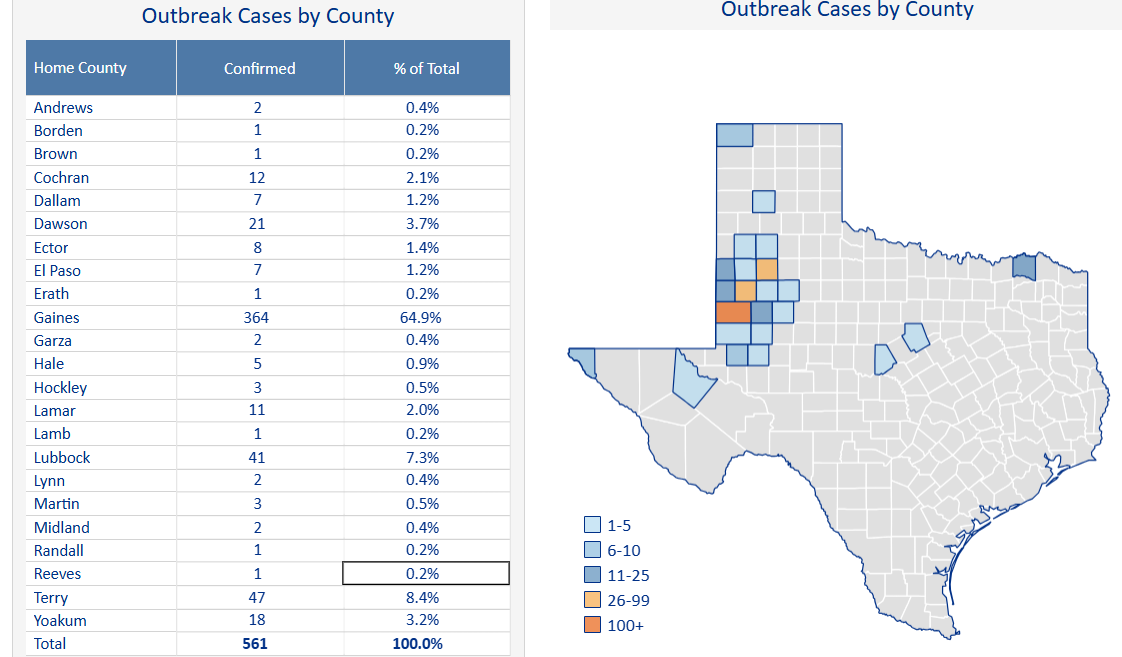 Outbreak Cases by County
Home County Confirmed % of Total
Andrews 2 0.4%
Borden 1 0.2%
Brown 1 0.2%
Cochran 12 2.1%
Dallam 7 1.2%
Dawson 21 3.7%
Ector 8 1.4%
El Paso 7 1.2%
Erath 1 0.2%
Gaines 364 64.9%
Garza 2 0.4%
Hale 5 0.9%
Hockley 3 0.5%
Lamar 11 2.0%
Lamb 1 0.2%
Lubbock 41 7.3%
Lynn 2 0.4%
Martin 3 0.5%
Midland 2 0.4%
Randall 1 0.2%
Reeves 1 0.2%
Terry 47 8.4%
Yoakum 18 3.2%
Total 561 100.0%
Outbreak Cases by County
1-5
6-10
11-25
26-99
100+